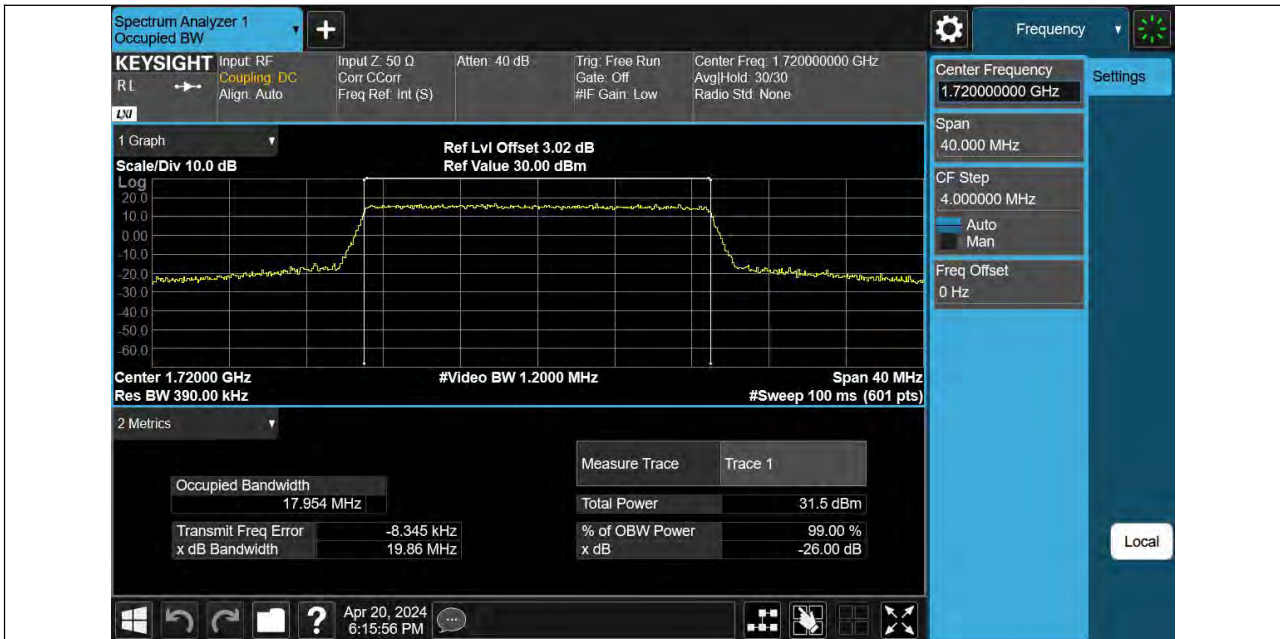 Spectrum Analyzer 1
Occupied BW
+
Frequency
KEYSIGHT
RL
LXI
Input: RF
Coupling: DC
Align: Auto
Input Z: 50 Ω
Corr CCorr
Freq Ref: Int (S)
Atten: 40 dB
Trig: Free Run
Gate: Off
#IF Gain: Low
Center Freq: 1.720000000 GHz
Avg|Hold: 30/30
Radio Std: None
1 Graph
Scale/Div 10.0 dB
Ref Lvl Offset 3.02 dB
Ref Value 30.00 dBm
Log
20.0
10.0
0.00
-10.0
-20.0
-30.0
-40.0
-50.0
-60.0
Center 1.72000 GHz
#Video BW 1.2000 MHz
Span 40 MHz
Res BW 390.00 kHz
#Sweep 100 ms (601 pts)
2 Metrics
Measure Trace Trace 1
Occupied Bandwidth
17.954 MHz
Total Power 31.5 dBm
Transmit Freq Error -8.345 kHz
% of OBW Power 99.00 %
x dB Bandwidth 19.86 MHz
x dB -26.00 dB
Center Frequency
1.720000000 GHz
Settings
Span
40.000 MHz
CF Step
4.000000 MHz
Auto
Man
Freq Offset
0 Hz
Local
?
Apr 20, 2024
6:15:56 PM